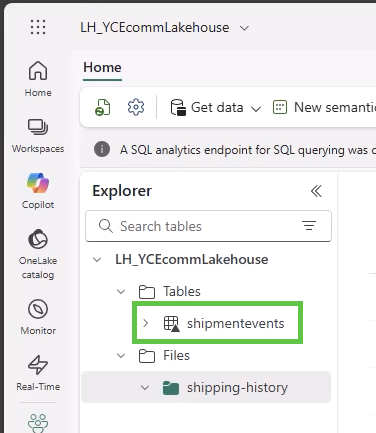 LH_YCEcommLakehouse
Home
Home
Get data
New semanti
Workspaces
A SQL analytics endpoint for SQL querying was c
Copilot
Explorer
Search tables
OneLake
catalog
LH_YCEcommLakehouse
Tables
Monitor
shipmentevents
Files
Real-Time
shipping-history